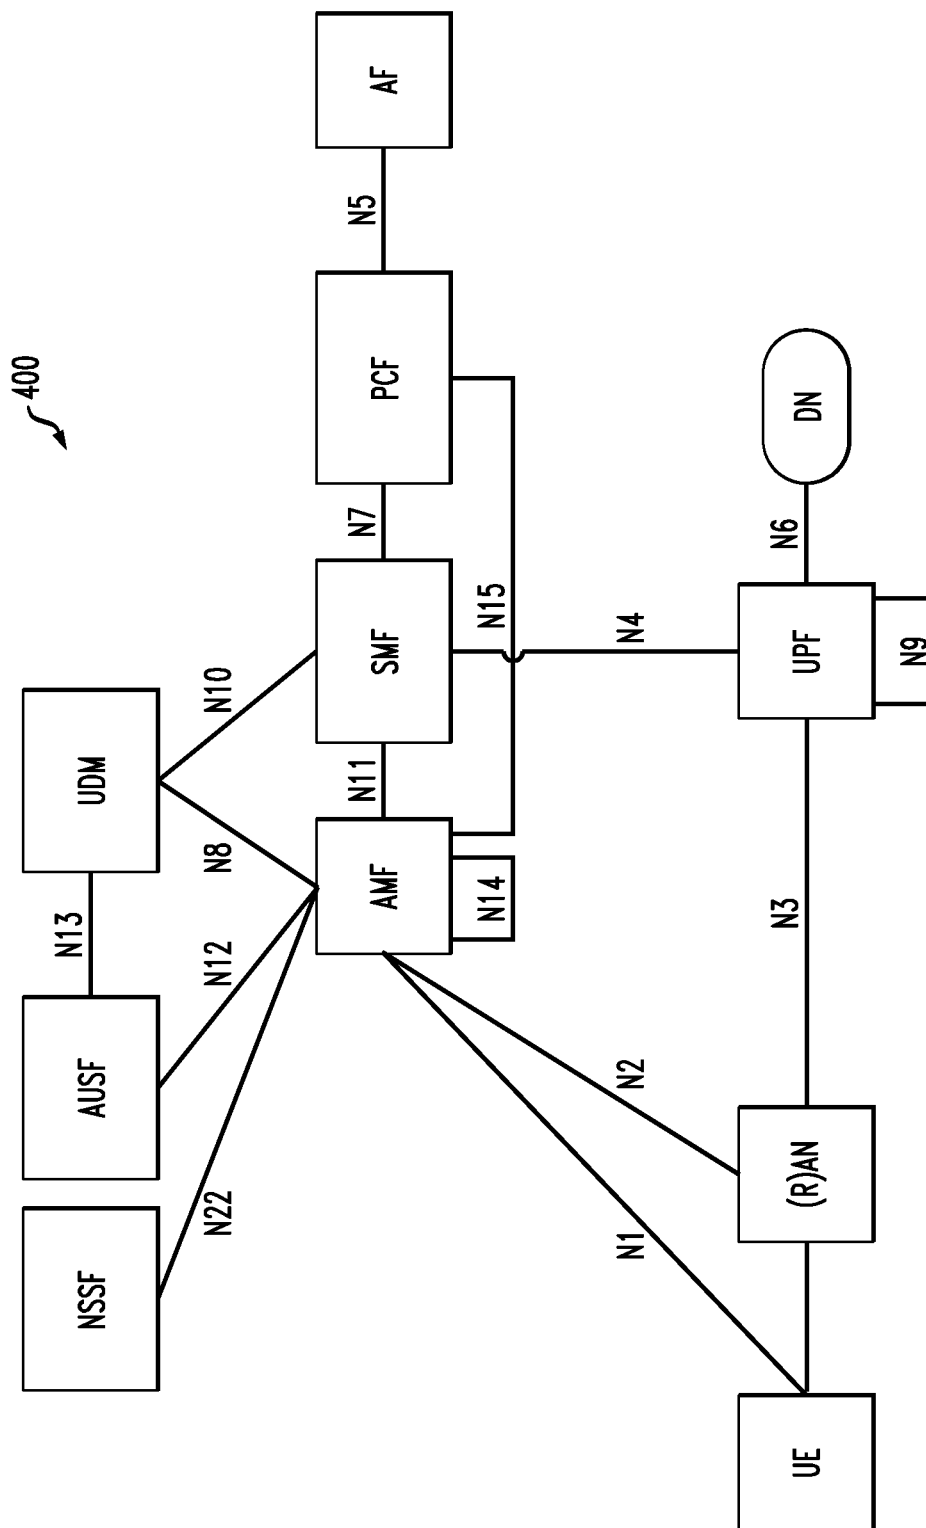 400
NSSF
AUSF
N13
UDM
N22
N12
N8
N10
AMF
N11
SMF
N7
PCF
N5
AF
N14
N15
N1
N2
N4
UE
(R)AN
N3
UPF
N6
DN
N9